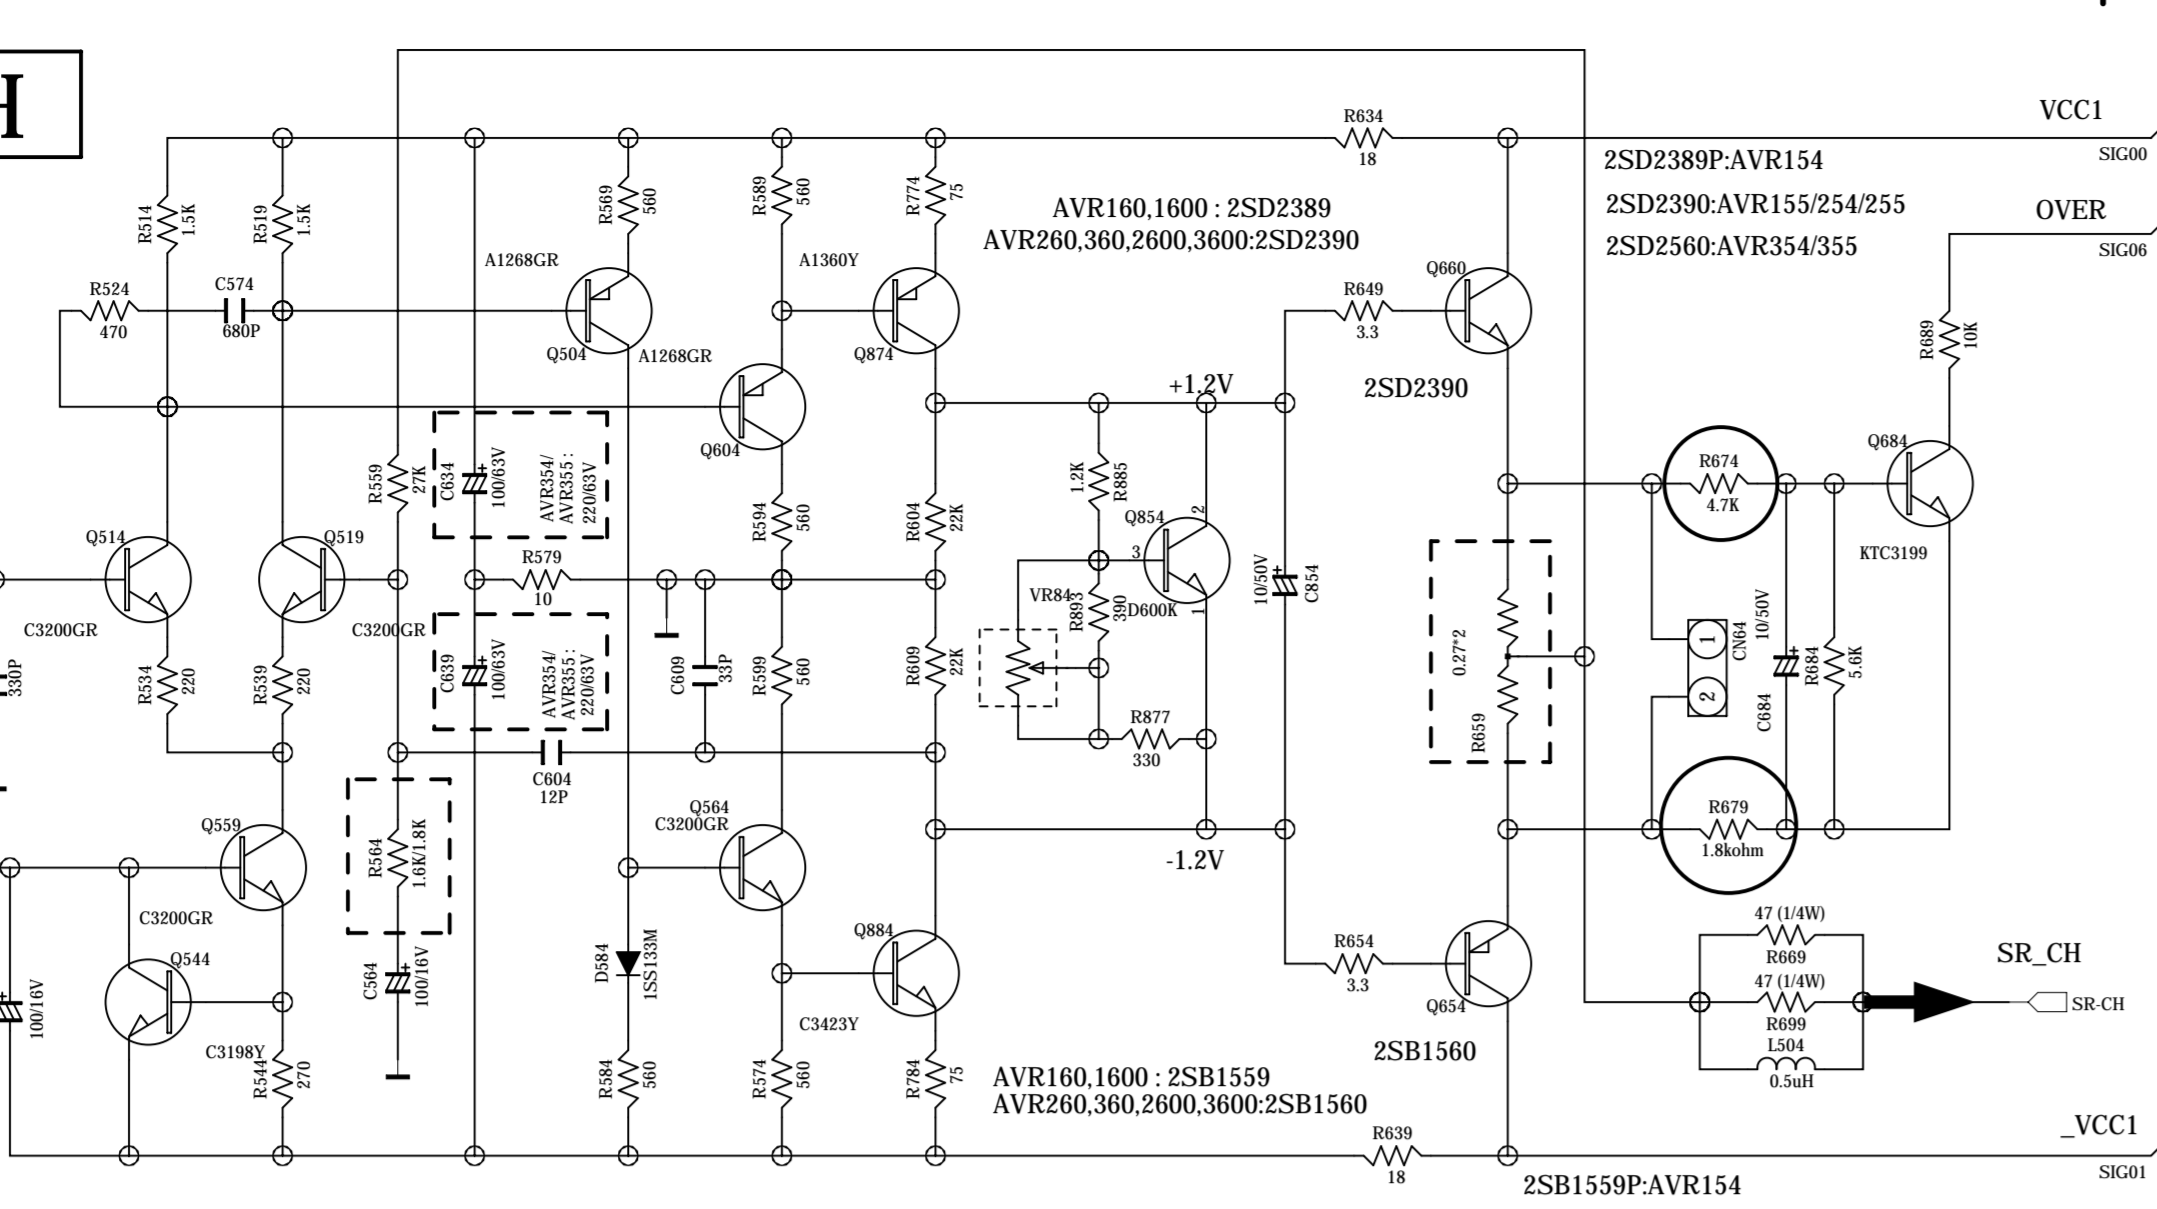 H
R634
18
VCC1
SIG00
2SD2389P:AVR154
2SD2390:AVR155/254/255
2SD2560:AVR354/355
OVER
SIG06
R514
1.5K
R519
1.5K
R569
560
R589
560
R774
75
AVR160,1600 : 2SD2389
AVR260,360,2600,3600:2SD2390
A1268GR
A1360Y
Q660
R524
470
C574
680P
Q504
A1268GR
Q874
R649
3.3
R689
10K
+1.2V
2SD2390
Q604
R559
27K
C634
+
100/63V
AVR354/
AVR355 :
220/63V
R594
560
R604
22K
1.2K
R885
Q854
2
3
1
D600K
R674
4.7K
Q684
KTC3199
Q514
Q519
C3200GR
C3200GR
R579
10
VR84
R893
390
10/50V
+
C854
330P
R534
220
R539
220
C639
+
100/63V
AVR354/
AVR355 :
220/63V
C609
33P
R599
560
R609
22K
R877
330
0.27*2
R659
1
2
CN64
10/50V
+
C684
R684
5.6K
C604
12P
Q564
C3200GR
-1.2V
R679
1.8kohm
Q559
C3200GR
R564
1.6K/1.8K
Q544
C3198Y
+
100/16V
C564
+
100/16V
D584
1SS133M
Q884
C3423Y
R654
3.3
Q654
2SB1560
47 (1/4W)
R669
47 (1/4W)
R699
L504
0.5uH
SR_CH
SR-CH
R544
270
R584
560
R574
560
R784
75
AVR160,1600 : 2SB1559
AVR260,360,2600,3600:2SB1560
R639
18
_VCC1
SIG01
2SB1559P:AVR154